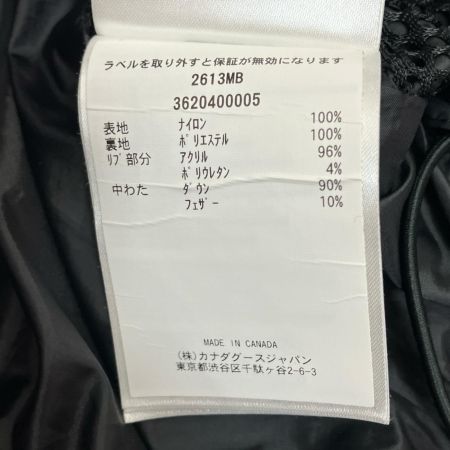 ラベルを取り外すと保証が無効になります
2613MB
3620400005
表地 ナイロン 100%
裏地 ポリエステル 100%
リブ部分 アクリル 96%
ポリウレタン 4%
中わた ダウン 90%
フェザー 10%
MADE IN CANADA
(株)カナダグースジャパン
東京都渋谷区千駄ヶ谷2-6-3